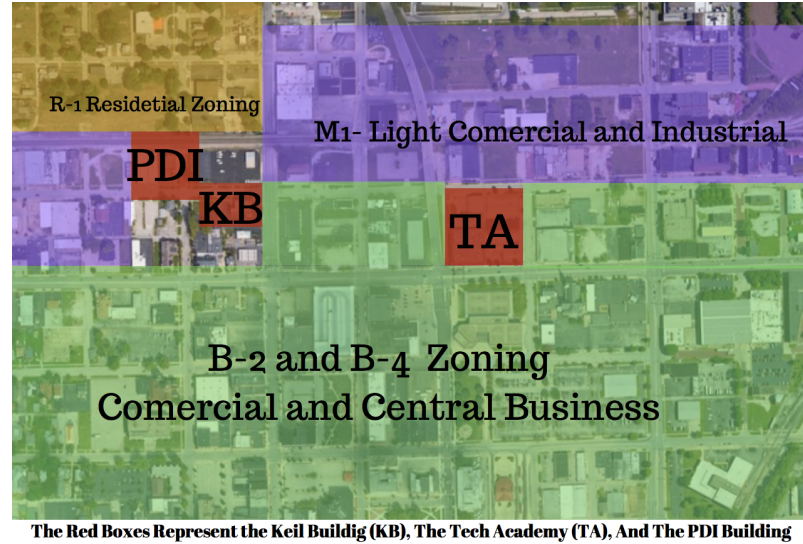 R-1 Residetial Zoning
M1- Light Comercial and Industrial
PDI
KB
TA
B-2 and B-4 Zoning
Comercial and Central Business
The Red Boxes Represent the Keil Buildig (KB), The Tech Academy (TA), And The PDI Building